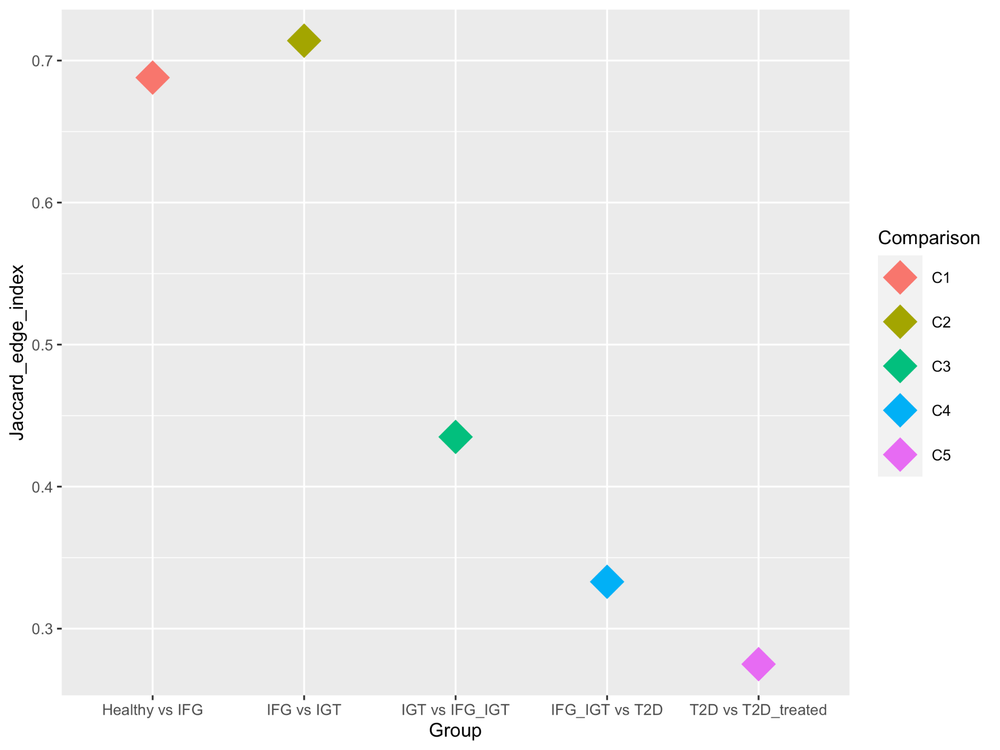 Jaccard_edge_index
0.7
0.6
0.5
0.4
0.3
Healthy vs IFG
IFG vs IGT
IGT vs IFG_IGT
IFG_IGT vs T2D
T2D vs T2D_treated
Group
Comparison
C1
C2
C3
C4
C5